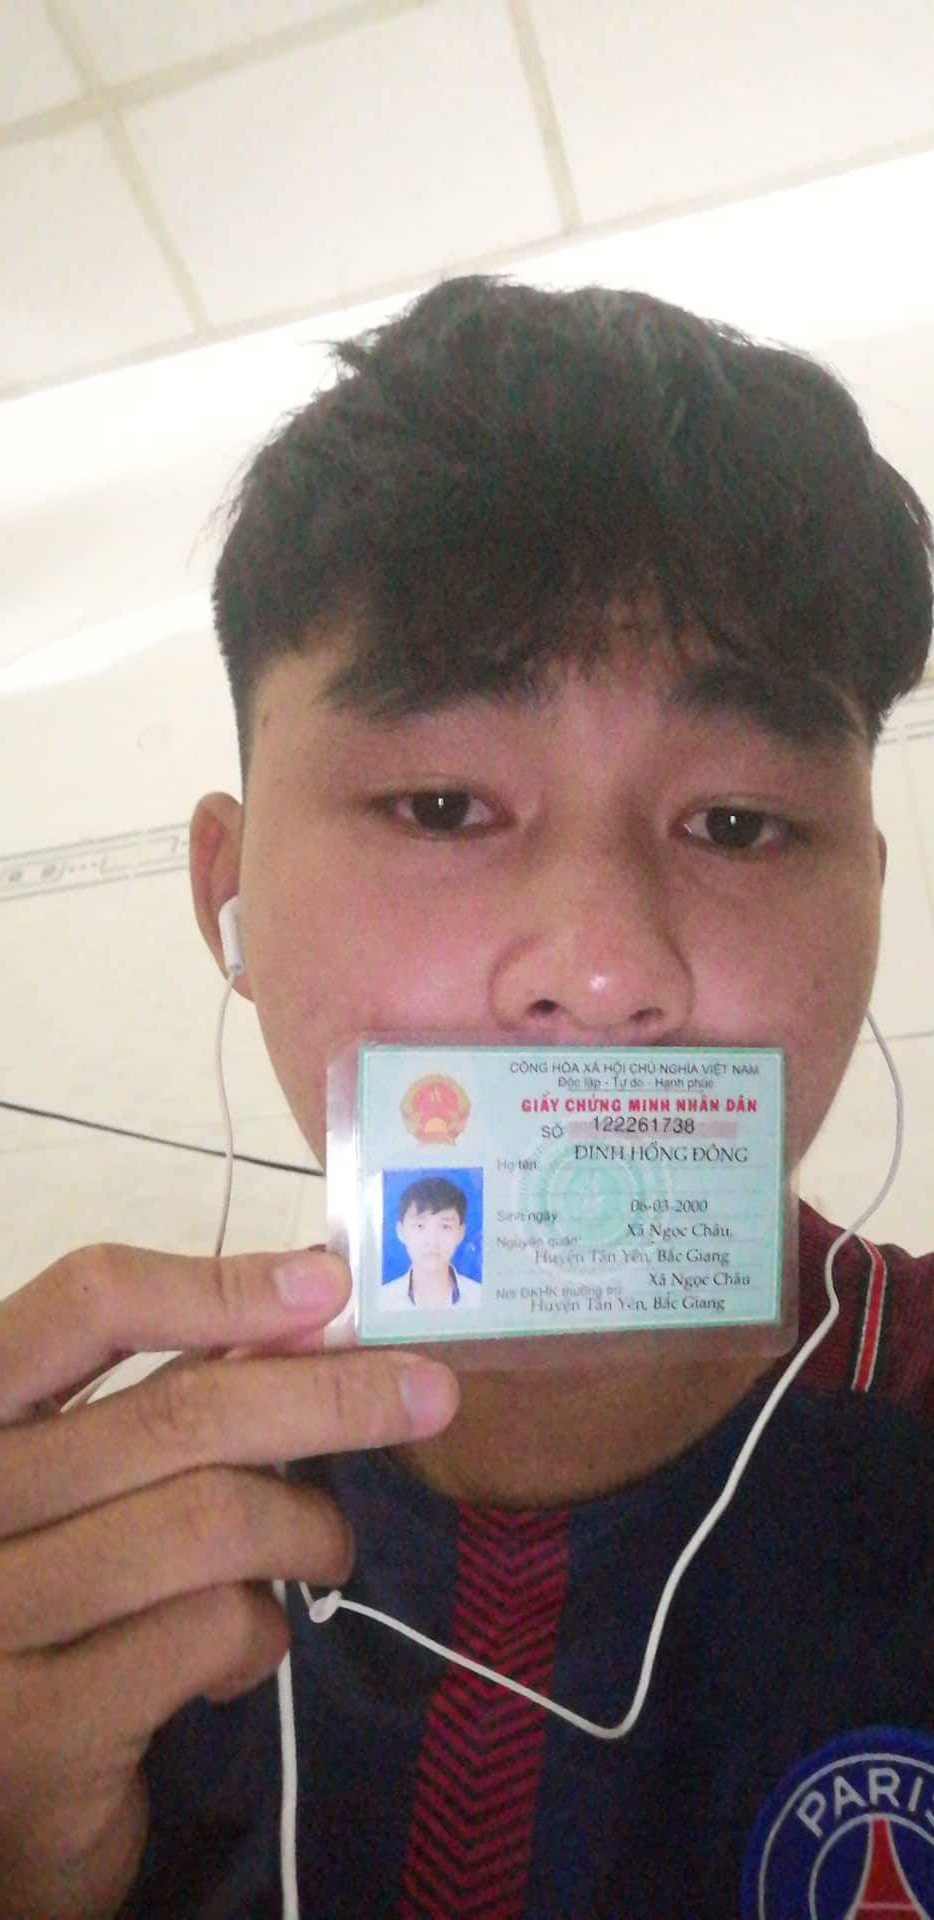 CỘNG HÒA XÃ HỘI CHỦ NGHĨA VIỆT NAM
Độc lập - Tự do - Hạnh phúc
GIẤY CHỨNG MINH NHÂN DÂN
SỐ 122261738
Họ tên ĐINH HỒNG ĐÔNG
Sinh ngày 06-03-2000
Nguyên quán Xã Ngọc Châu,
Huyện Tân Yên, Bắc Giang
Nơi ĐKHK thường trú Xã Ngọc Châu
Huyện Tân Yên, Bắc Giang
PARIS